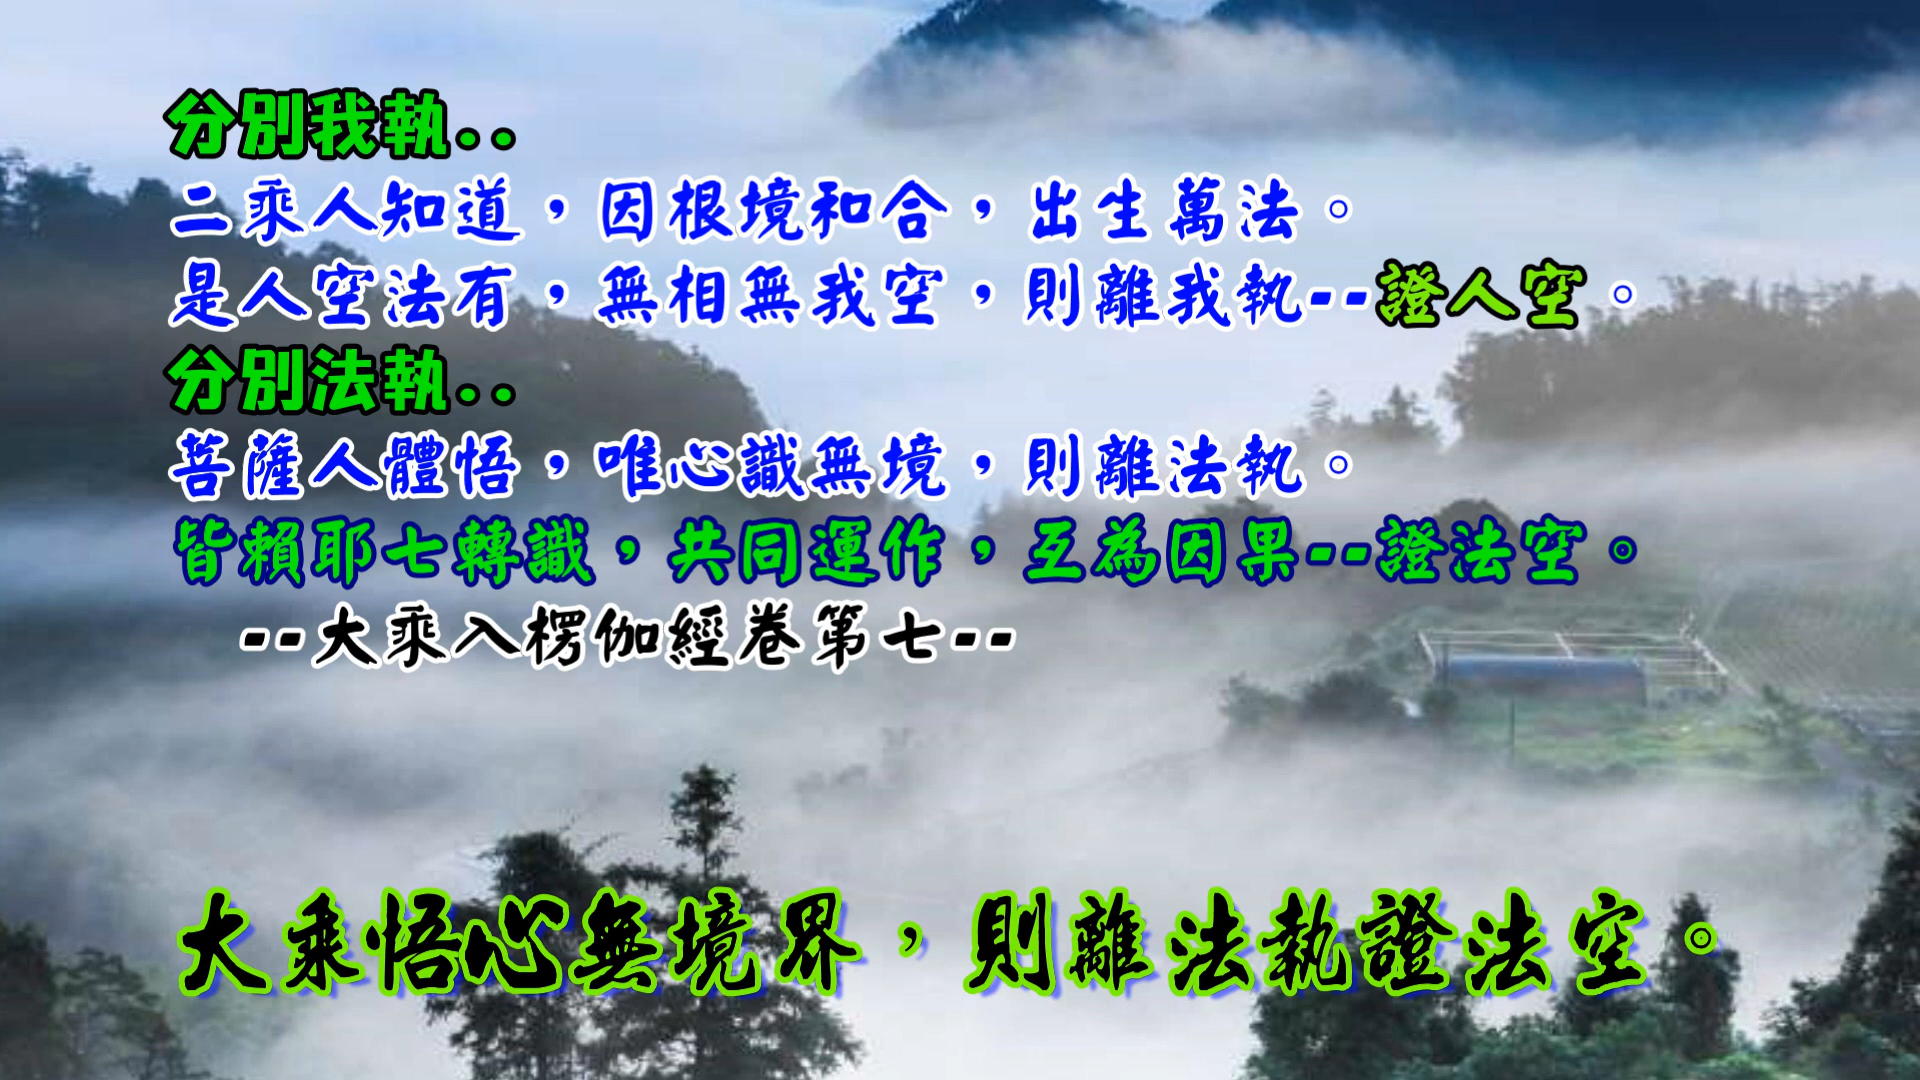 分別我執..
二乘人知道，因根境和合，出生萬法。
是人空法有，無相無我空，則離我執--證人空。
分別法執..
菩薩人體悟，唯心識無境，則離法執。
皆賴耶七轉識，共同運作，互為因果--證法空。
--大乘入楞伽經卷第七--
大乘悟心無境界，則離法執證法空。